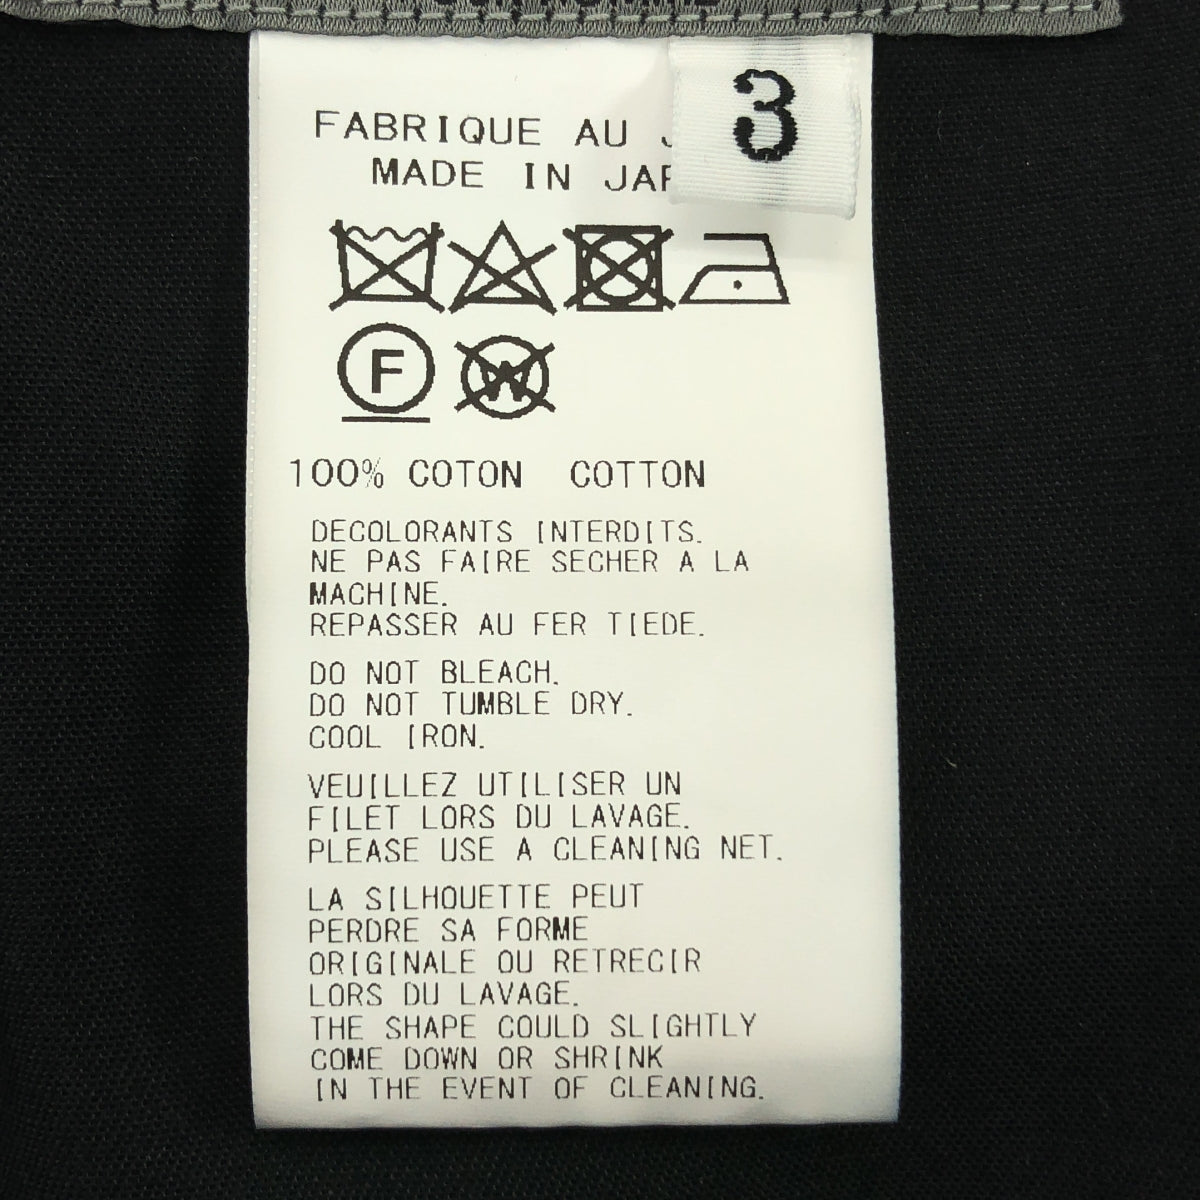 3
FABRIQUE AU
MADE IN
F
W
100% COTON COTTON
DECOLORANTS INTERDITS.
NE PAS FAIRE SECHER A LA
MACHINE.
REPASSER AU FER TIEDE.
DO NOT BLEACH.
DO NOT TUMBLE DRY.
COOL IRON.
VEUILLEZ UTILISER UN
FILET LORS DU LAVAGE.
PLEASE USE A CLEANING NET.
LA SILHOUETTE PEUT
PERDRE SA FORME
ORIGINALE OU RETRECIR
LORS DU LAVAGE.
THE SHAPE COULD SLIGHTLY
COME DOWN OR SHRINK
IN THE EVENT OF CLEANING.